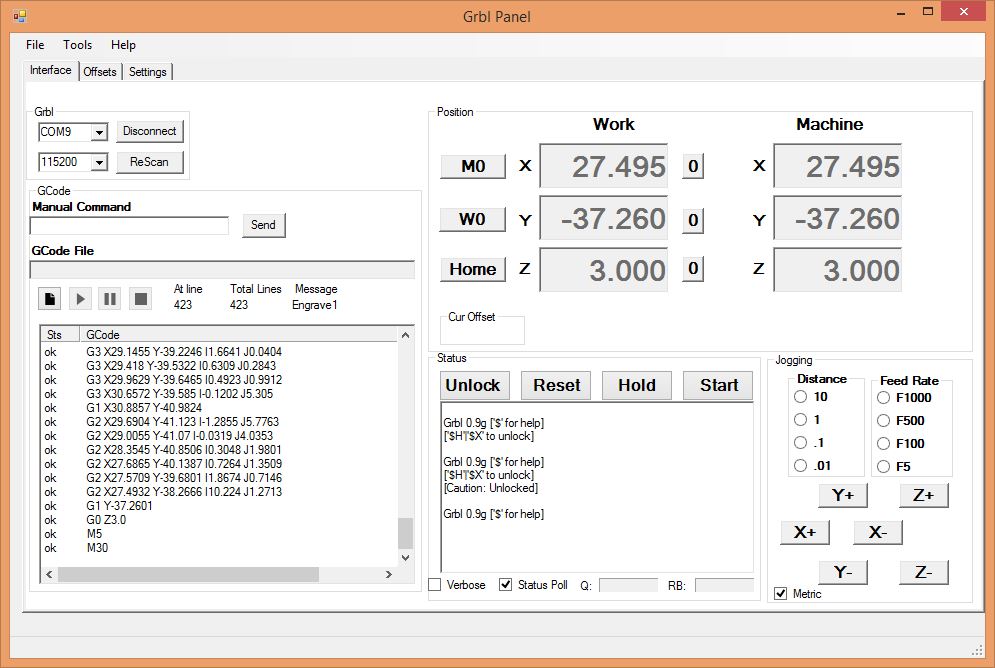 Grbl Panel
File Tools Help
Interface Offsets Settings
Grbl
COM9 Disconnect
115200 ReScan
GCode
Manual Command
Send
GCode File
At line Total Lines Message
423 423 Engrave1
Sts GCode
ok G3 X29.1455 Y-39.2246 I1.6641 J0.0404
ok G3 X29.418 Y-39.5322 I0.6309 J0.2843
ok G3 X29.9629 Y-39.6465 I0.4923 J0.9912
ok G3 X30.6572 Y-39.585 I-0.1202 J5.305
ok G1 X30.8857 Y-40.9824
ok G2 X29.6904 Y-41.123 I-1.2855 J5.7763
ok G2 X29.0055 Y-41.07 I-0.0319 J4.0353
ok G2 X28.3545 Y-40.8506 I0.3048 J1.9801
ok G2 X27.6865 Y-40.1387 I0.7264 J1.3509
ok G2 X27.5709 Y-39.6801 I1.8674 J0.7146
ok G2 X27.4932 Y-38.2666 I10.224 J1.2713
ok G1 Y-37.2601
ok G0 Z3.0
ok M5
ok M30
Position
Work Machine
M0 X 27.495 0 X 27.495
W0 Y -37.260 0 Y -37.260
Home Z 3.000 0 Z 3.000
Cur Offset
Status
Unlock Reset Hold Start
Grbl 0.9g ['$' for help]
['$H'|'$X' to unlock]
Grbl 0.9g ['$' for help]
['$H'|'$X' to unlock]
[Caution: Unlocked]
Grbl 0.9g ['$' for help]
Verbose Status Poll Q: RB:
Jogging
Distance Feed Rate
10 F1000
1 F500
.1 F100
.01 F5
Y+ Z+
X+ X-
Y- Z-
Metric